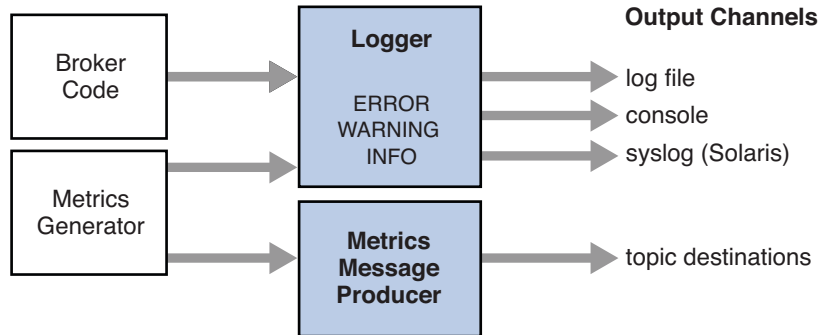 Output Channels
Broker
Code
Logger
ERROR
WARNING
INFO
log file
console
syslog (Solaris)
Metrics
Generator
Metrics
Message
Producer
topic destinations